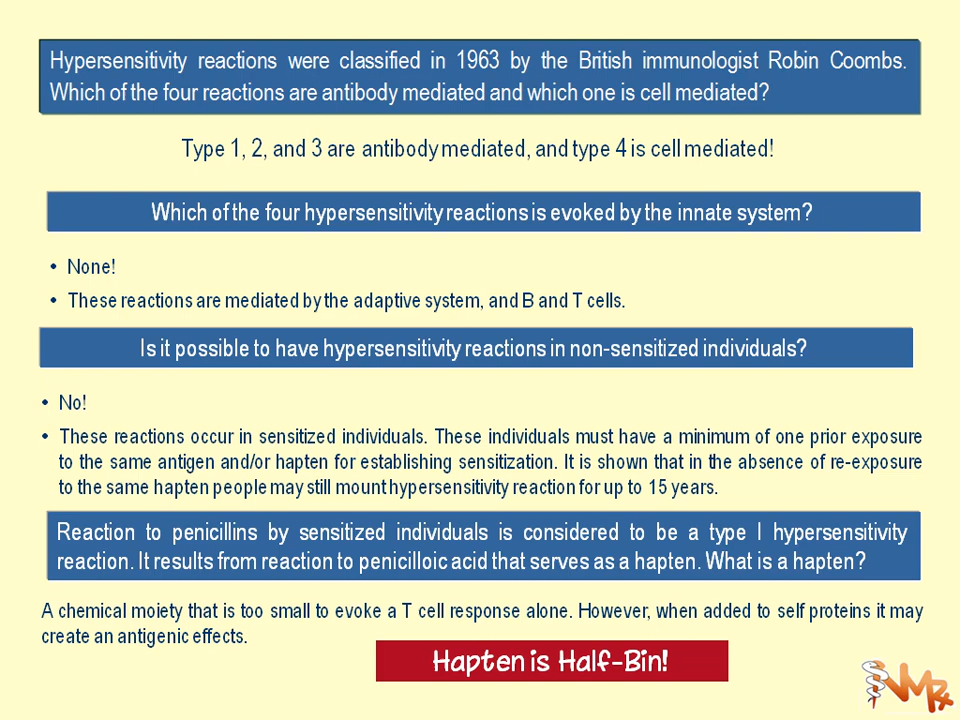 Hypersensitivity reactions were classified in 1963 by the British immunologist Robin Coombs.
Which of the four reactions are antibody mediated and which one is cell mediated?
Type 1, 2, and 3 are antibody mediated, and type 4 is cell mediated!
Which of the four hypersensitivity reactions is evoked by the innate system?
• None!
• These reactions are mediated by the adaptive system, and B and T cells.
Is it possible to have hypersensitivity reactions in non-sensitized individuals?
• No!
• These reactions occur in sensitized individuals. These individuals must have a minimum of one prior exposure
to the same antigen and/or hapten for establishing sensitization. It is shown that in the absence of re-exposure
to the same hapten people may still mount hypersensitivity reaction for up to 15 years.
Reaction to penicillins by sensitized individuals is considered to be a type I hypersensitivity
reaction. It results from reaction to penicilloic acid that serves as a hapten. What is a hapten?
A chemical moiety that is too small to evoke a T cell response alone. However, when added to self proteins it may
create an antigenic effects.
Hapten is Half-Bin!
VMRx